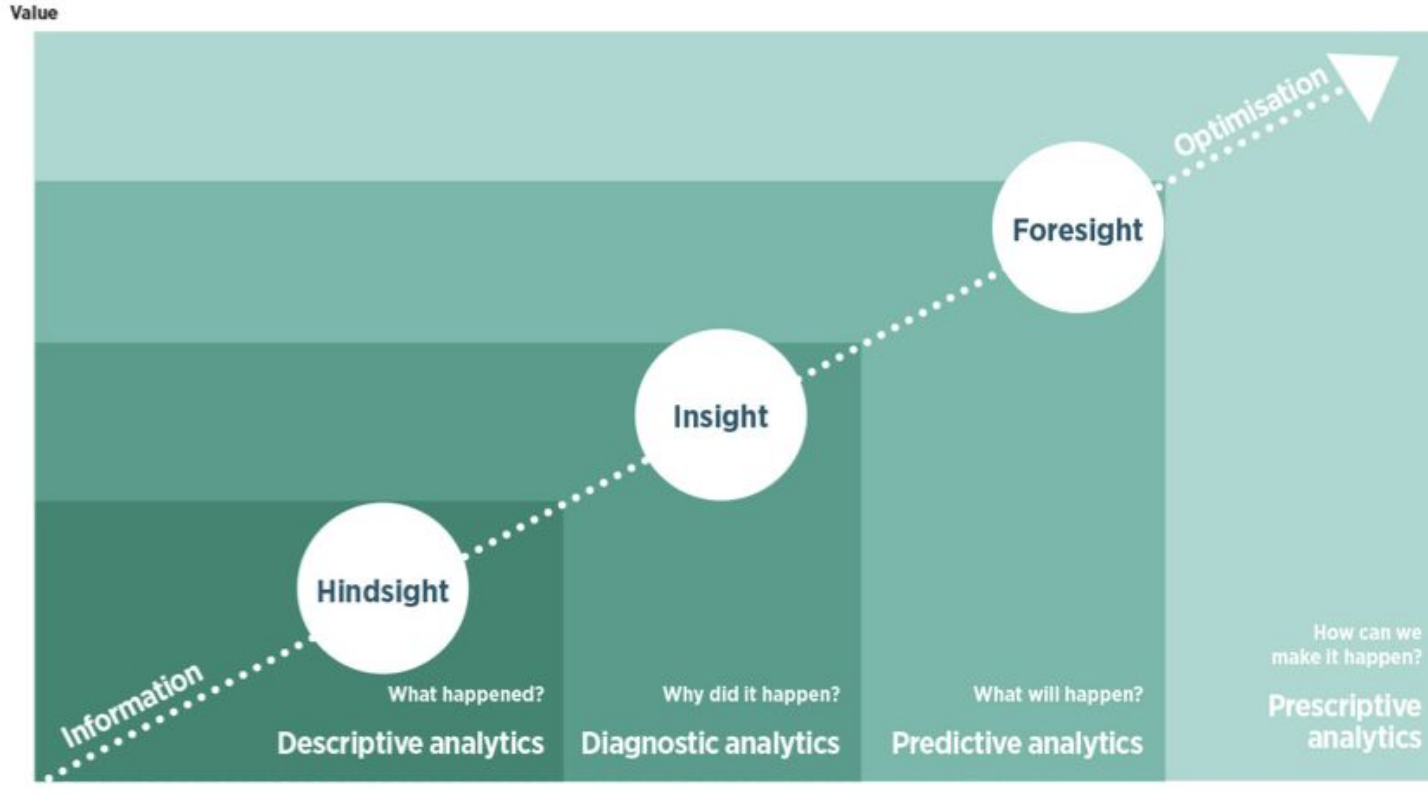 Value
Optimisation
Foresight
Insight
Hindsight
Information
What happened?
Descriptive analytics
Why did it happen?
Diagnostic analytics
What will happen?
Predictive analytics
How can we
make it happen?
Prescriptive
analytics